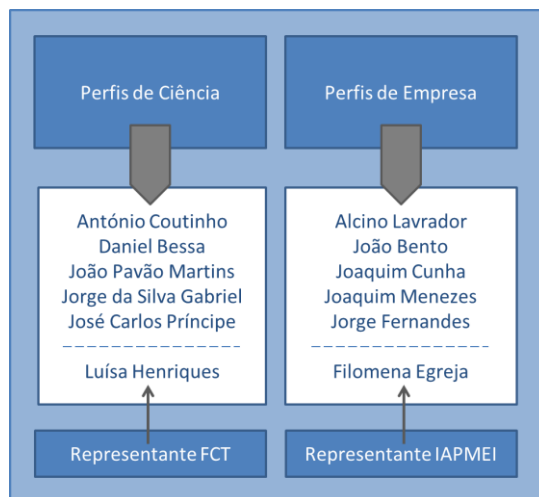 Perfis de Ciência
Perfis de Empresa
António Coutinho
Daniel Bessa
João Pavão Martins
Jorge da Silva Gabriel
José Carlos Príncipe
Luísa Henriques
Alcino Lavrador
João Bento
Joaquim Cunha
Joaquim Menezes
Jorge Fernandes
Filomena Egreja
Representante FCT
Representante IAPMEI